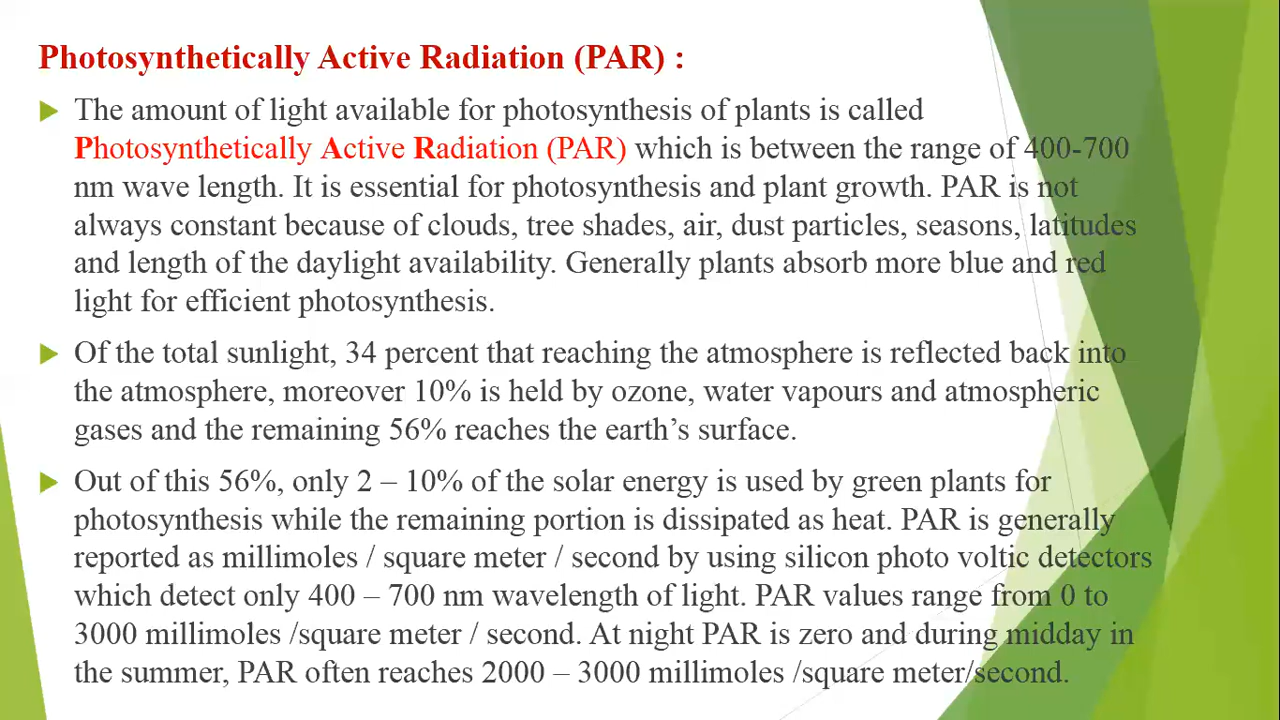 Photosynthetically Active Radiation (PAR) :
The amount of light available for photosynthesis of plants is called
Photosynthetically Active Radiation (PAR) which is between the range of 400-700
nm wave length. It is essential for photosynthesis and plant growth. PAR is not
always constant because of clouds, tree shades, air, dust particles, seasons, latitudes
and length of the daylight availability. Generally plants absorb more blue and red
light for efficient photosynthesis.
Of the total sunlight, 34 percent that reaching the atmosphere is reflected back into
the atmosphere, moreover 10% is held by ozone, water vapours and atmospheric
gases and the remaining 56% reaches the earth’s surface.
Out of this 56%, only 2 – 10% of the solar energy is used by green plants for
photosynthesis while the remaining portion is dissipated as heat. PAR is generally
reported as millimoles / square meter / second by using silicon photo voltic detectors
which detect only 400 – 700 nm wavelength of light. PAR values range from 0 to
3000 millimoles /square meter / second. At night PAR is zero and during midday in
the summer, PAR often reaches 2000 – 3000 millimoles /square meter/second.